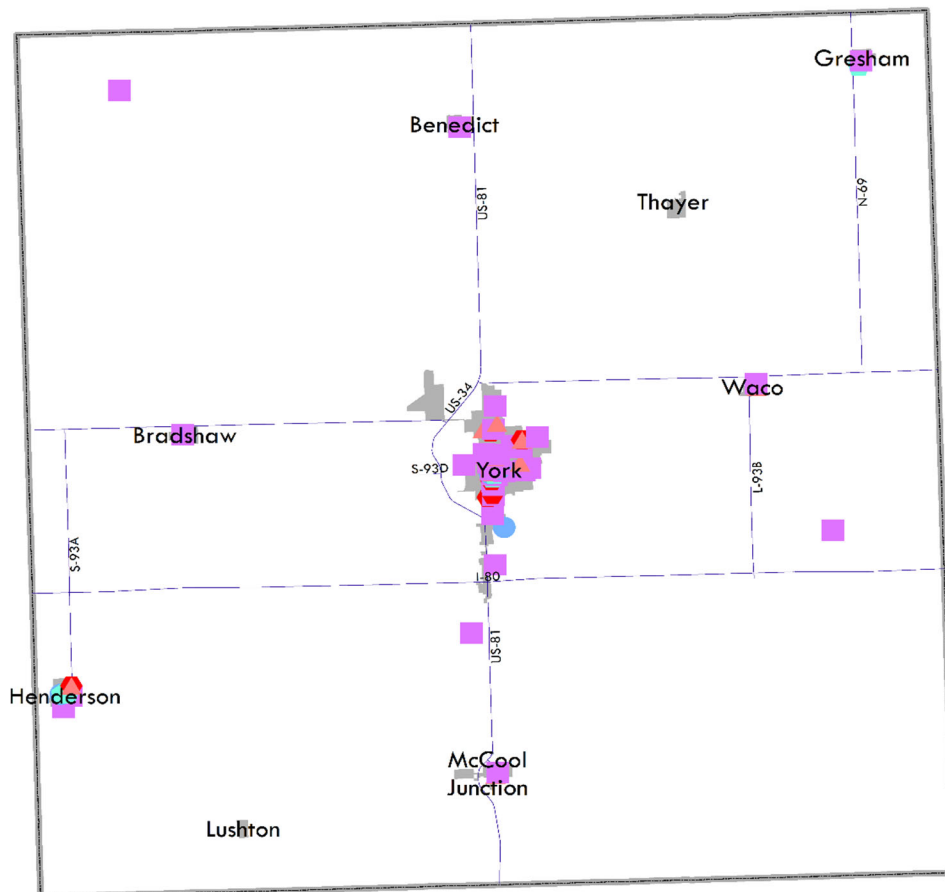 Gresham
Benedict
US-81
N-69
Thayer
US-34
Waco
Bradshaw
S-93D
York
L-93B
S-93A
I-80
US-81
Henderson
McCool
Junction
Lushton